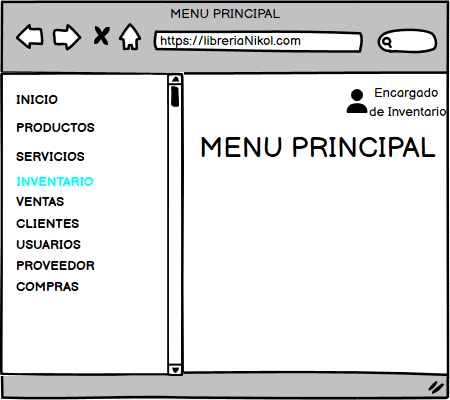 MENU PRINCIPAL
https://libreriaNikol.com
Encargado
de Inventario
MENU PRINCIPAL
INICIO
PRODUCTOS
SERVICIOS
INVENTARIO
VENTAS
CLIENTES
USUARIOS
PROVEEDOR
COMPRAS